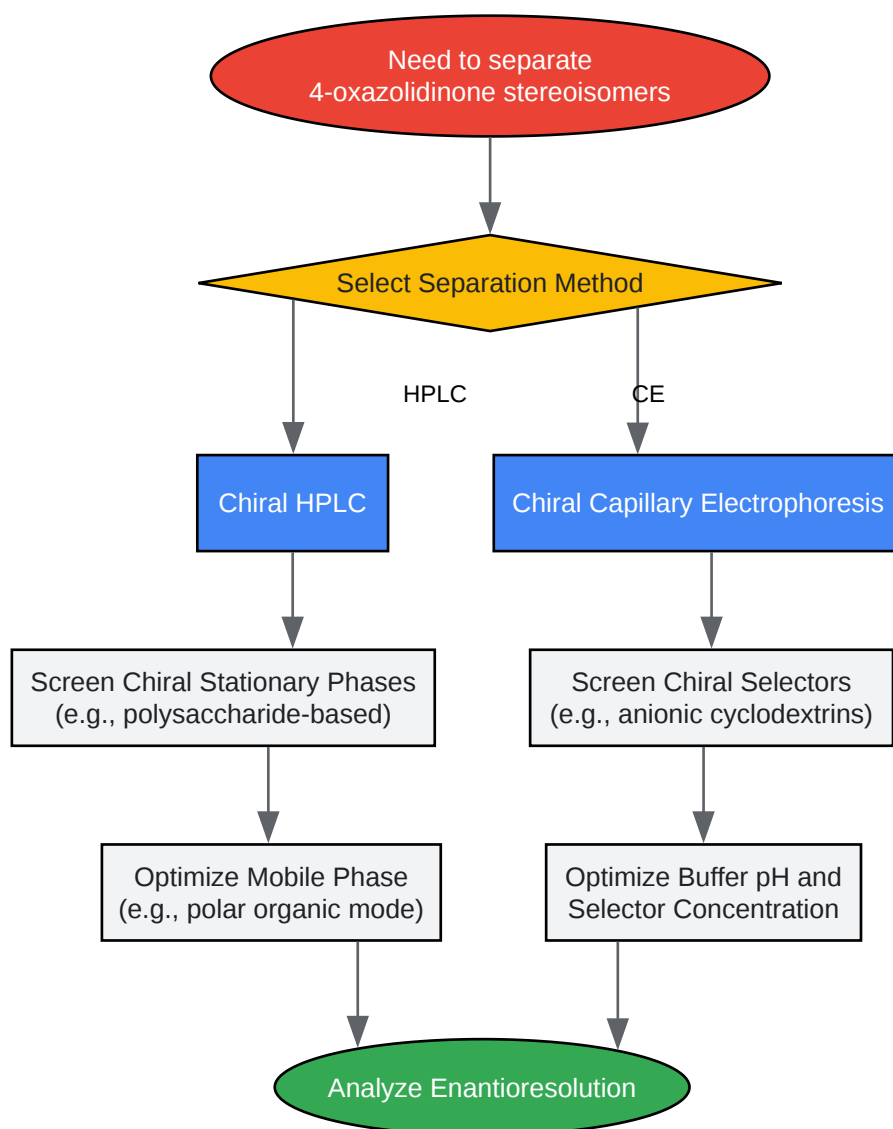 Need to separate
4-oxazolidinone stereoisomers
Select Separation Method
HPLC
CE
Chiral HPLC
Chiral Capillary Electrophoresis
Screen Chiral Stationary Phases
(e.g., polysaccharide-based)
Screen Chiral Selectors
(e.g., anionic cyclodextrins)
Optimize Mobile Phase
(e.g., polar organic mode)
Optimize Buffer pH and
Selector Concentration
Analyze Enantioresolution